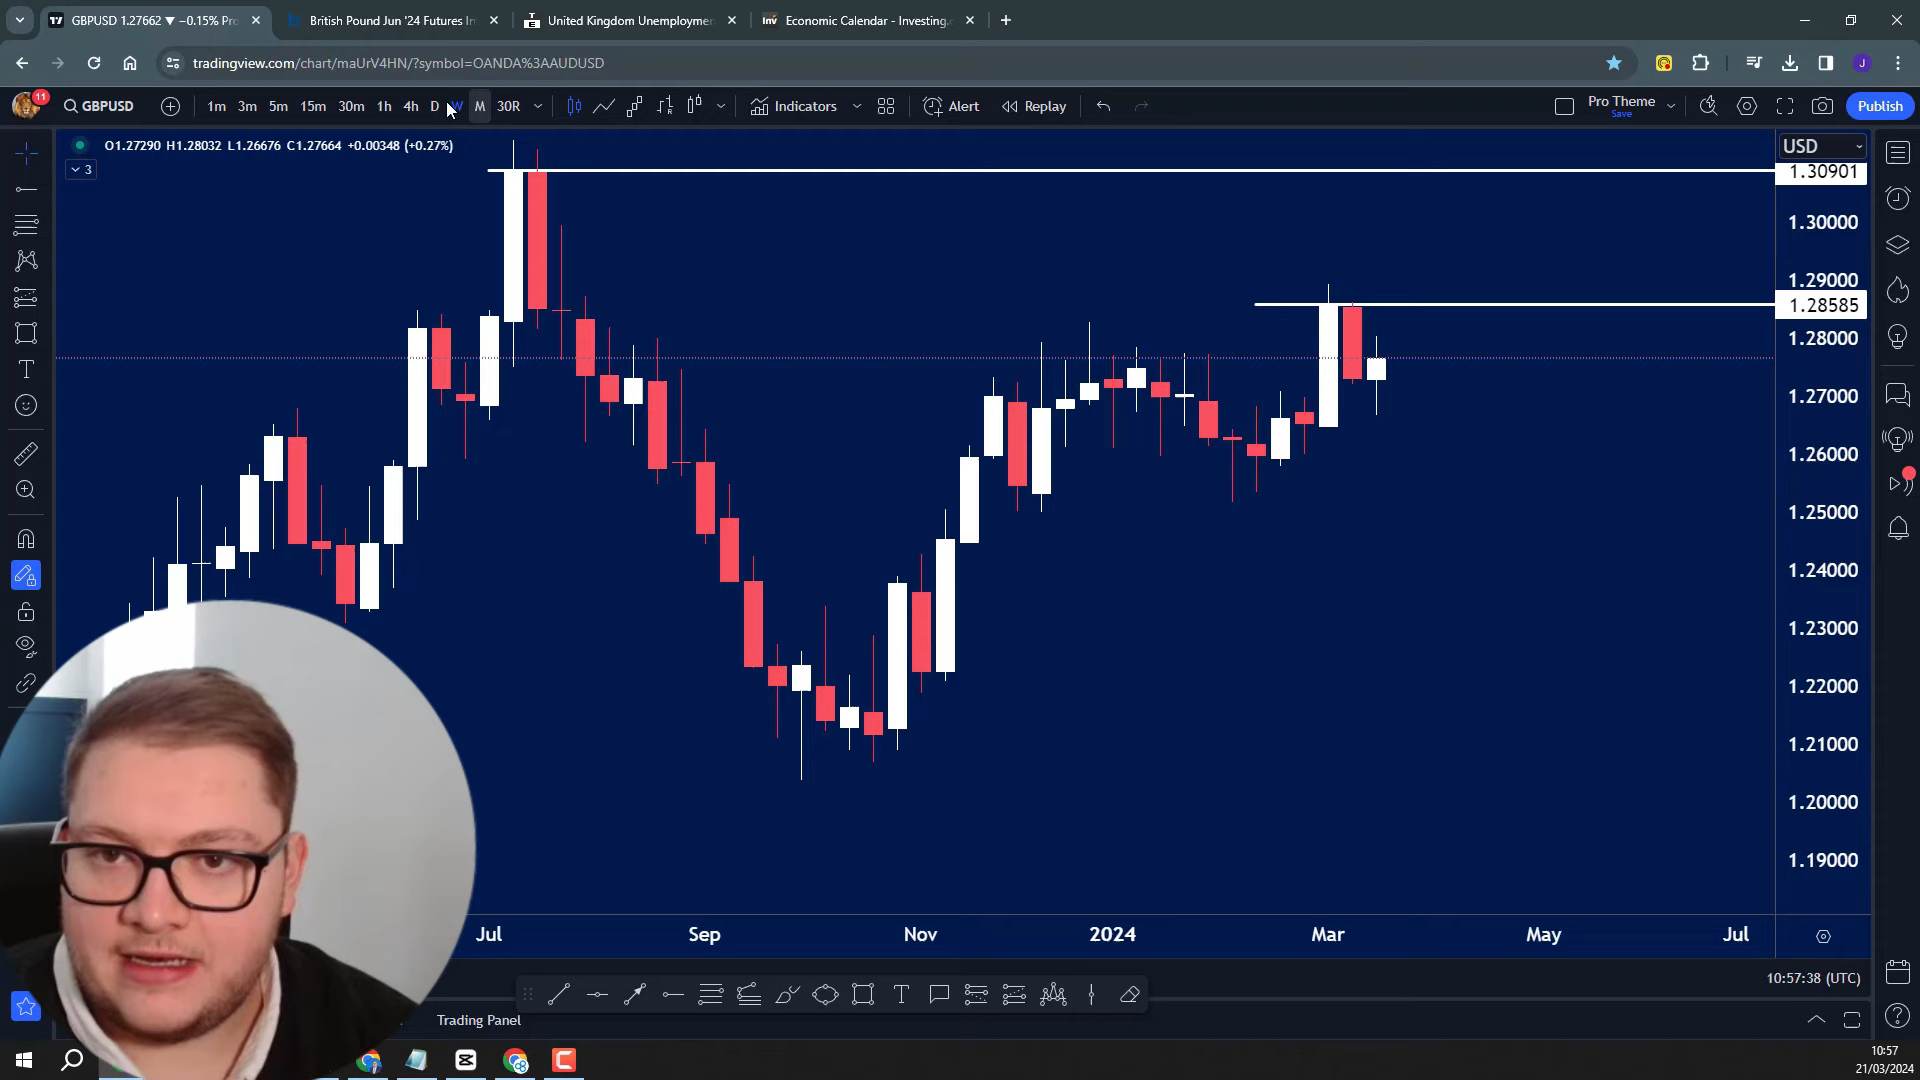 GBPUSD 1.27662 ▼ −0.15% Pro
British Pound Jun '24 Futures In
United Kingdom Unemploymen
Economic Calendar - Investing.c
tradingview.com/chart/maUrV4HN/?symbol=OANDA%3AAUDUSD
J
11
GBPUSD
1m 3m 5m 15m 30m 1h 4h D W M 30R
Indicators
Alert
Replay
Pro Theme
Save
Publish
O1.27290 H1.28032 L1.26676 C1.27664 +0.00348 (+0.27%)
3
USD
1.30901
1.30000
1.29000
1.28585
1.28000
1.27000
1.26000
1.25000
1.24000
1.23000
1.22000
1.21000
1.20000
1.19000
Jul Sep Nov 2024 Mar May Jul
10:57:38 (UTC)
Trading Panel
10:57
21/03/2024